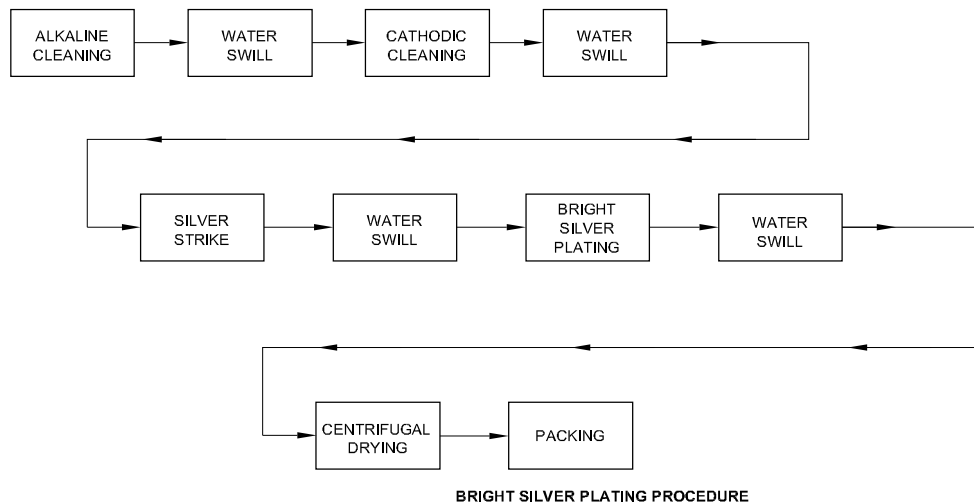 ALKALINE
CLEANING
WATER
SWILL
CATHODIC
CLEANING
WATER
SWILL
SILVER
STRIKE
WATER
SWILL
BRIGHT
SILVER
PLATING
WATER
SWILL
CENTRIFUGAL
DRYING
PACKING
BRIGHT SILVER PLATING PROCEDURE